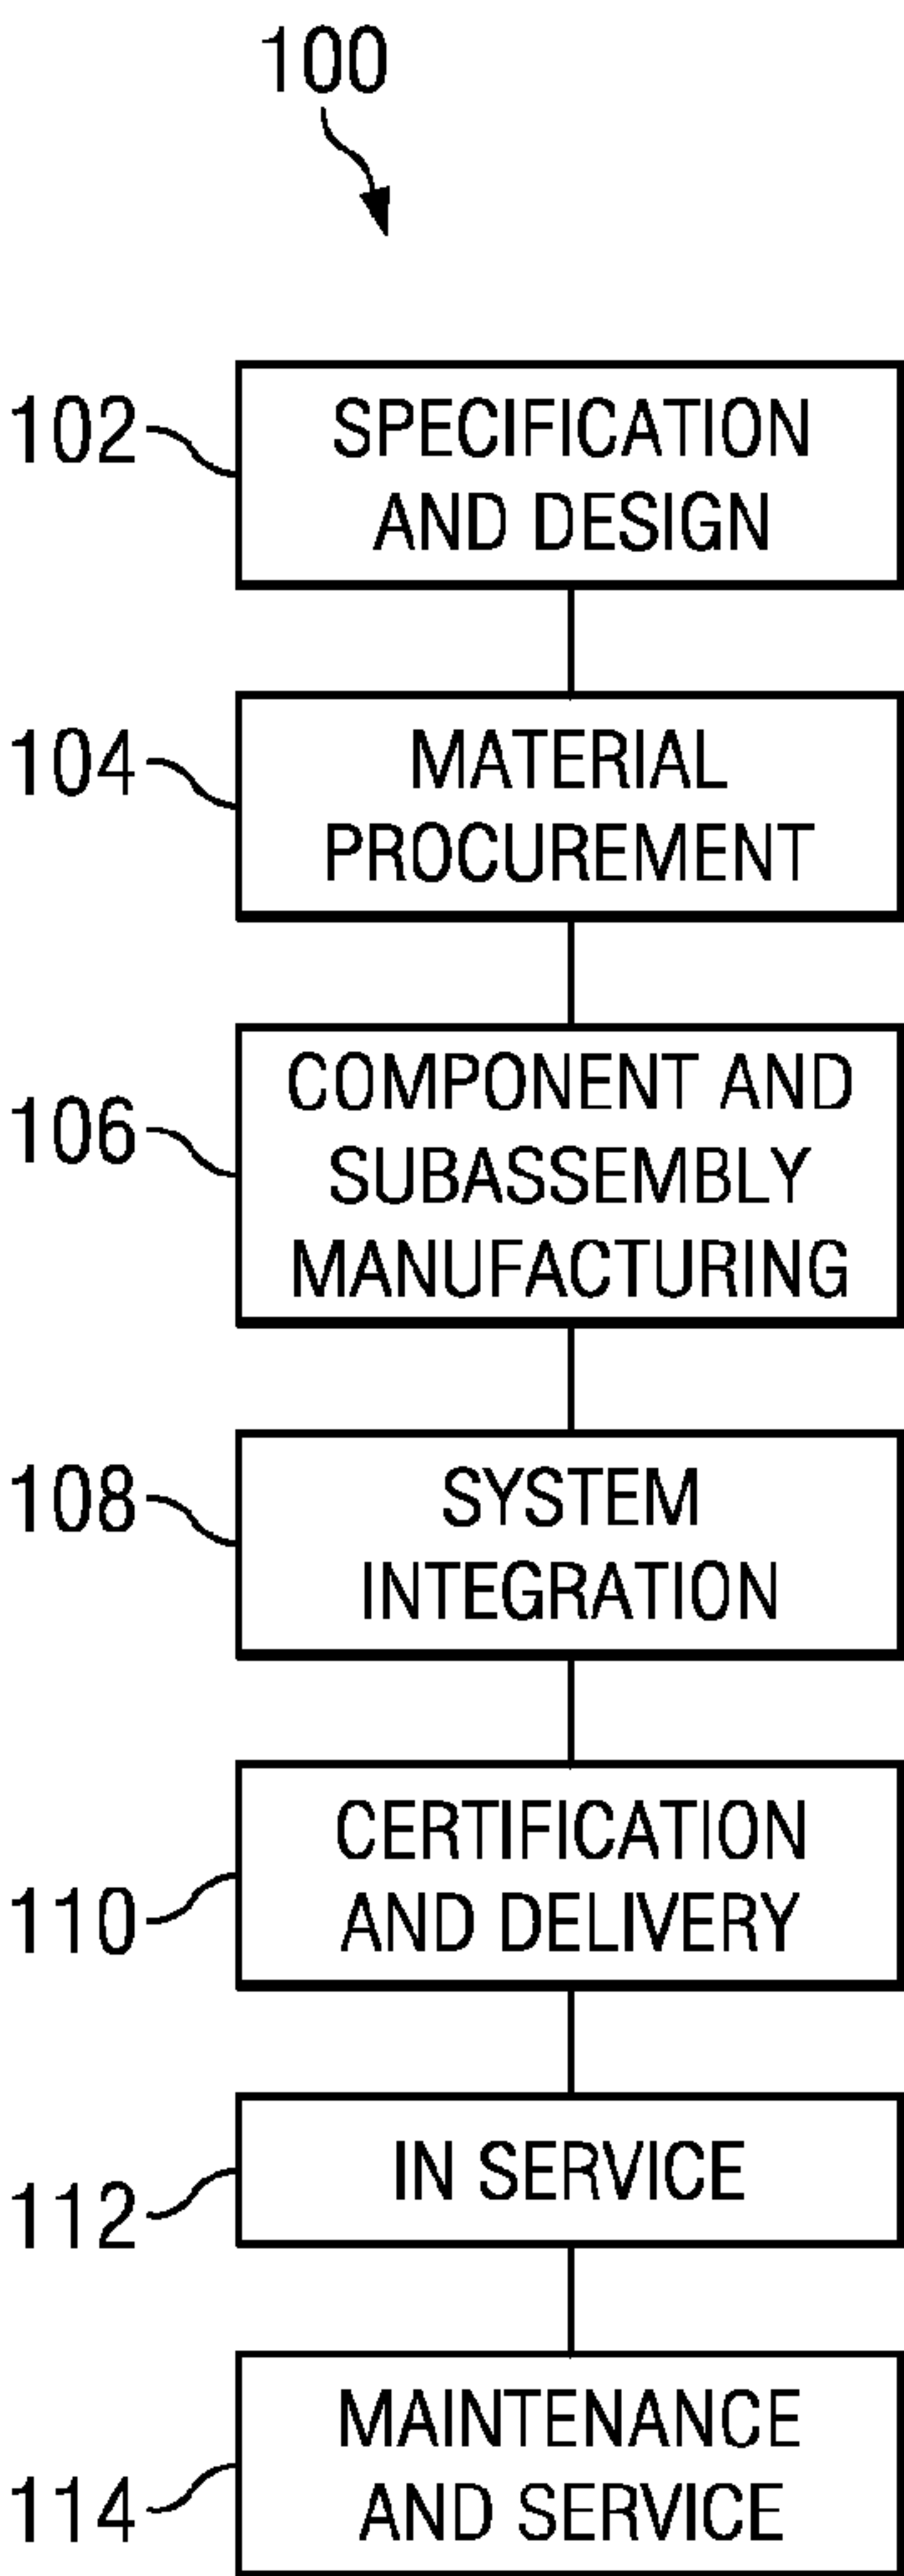 100
102
SPECIFICATION
AND DESIGN
104
MATERIAL
PROCUREMENT
106
COMPONENT AND
SUBASSEMBLY
MANUFACTURING
108
SYSTEM
INTEGRATION
110
CERTIFICATION
AND DELIVERY
112
IN SERVICE
114
MAINTENANCE
AND SERVICE